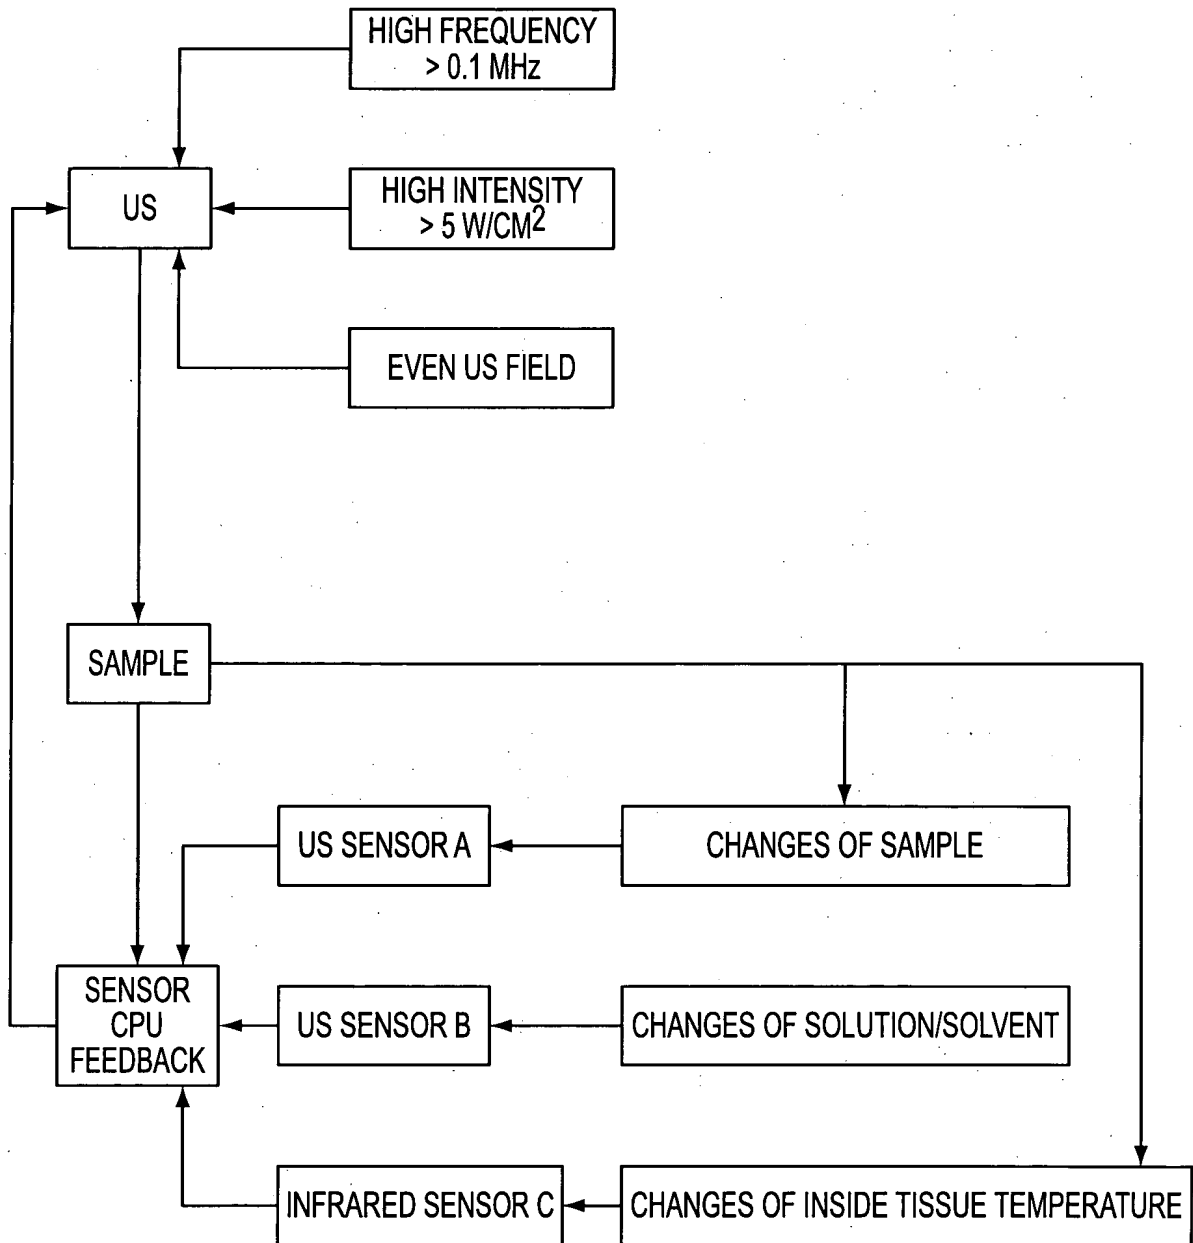 HIGH FREQUENCY
> 0.1 MHz
US
HIGH INTENSITY
> 5 W/CM²
EVEN US FIELD
SAMPLE
US SENSOR A
CHANGES OF SAMPLE
SENSOR
CPU
FEEDBACK
US SENSOR B
CHANGES OF SOLUTION/SOLVENT
INFRARED SENSOR C
CHANGES OF INSIDE TISSUE TEMPERATURE